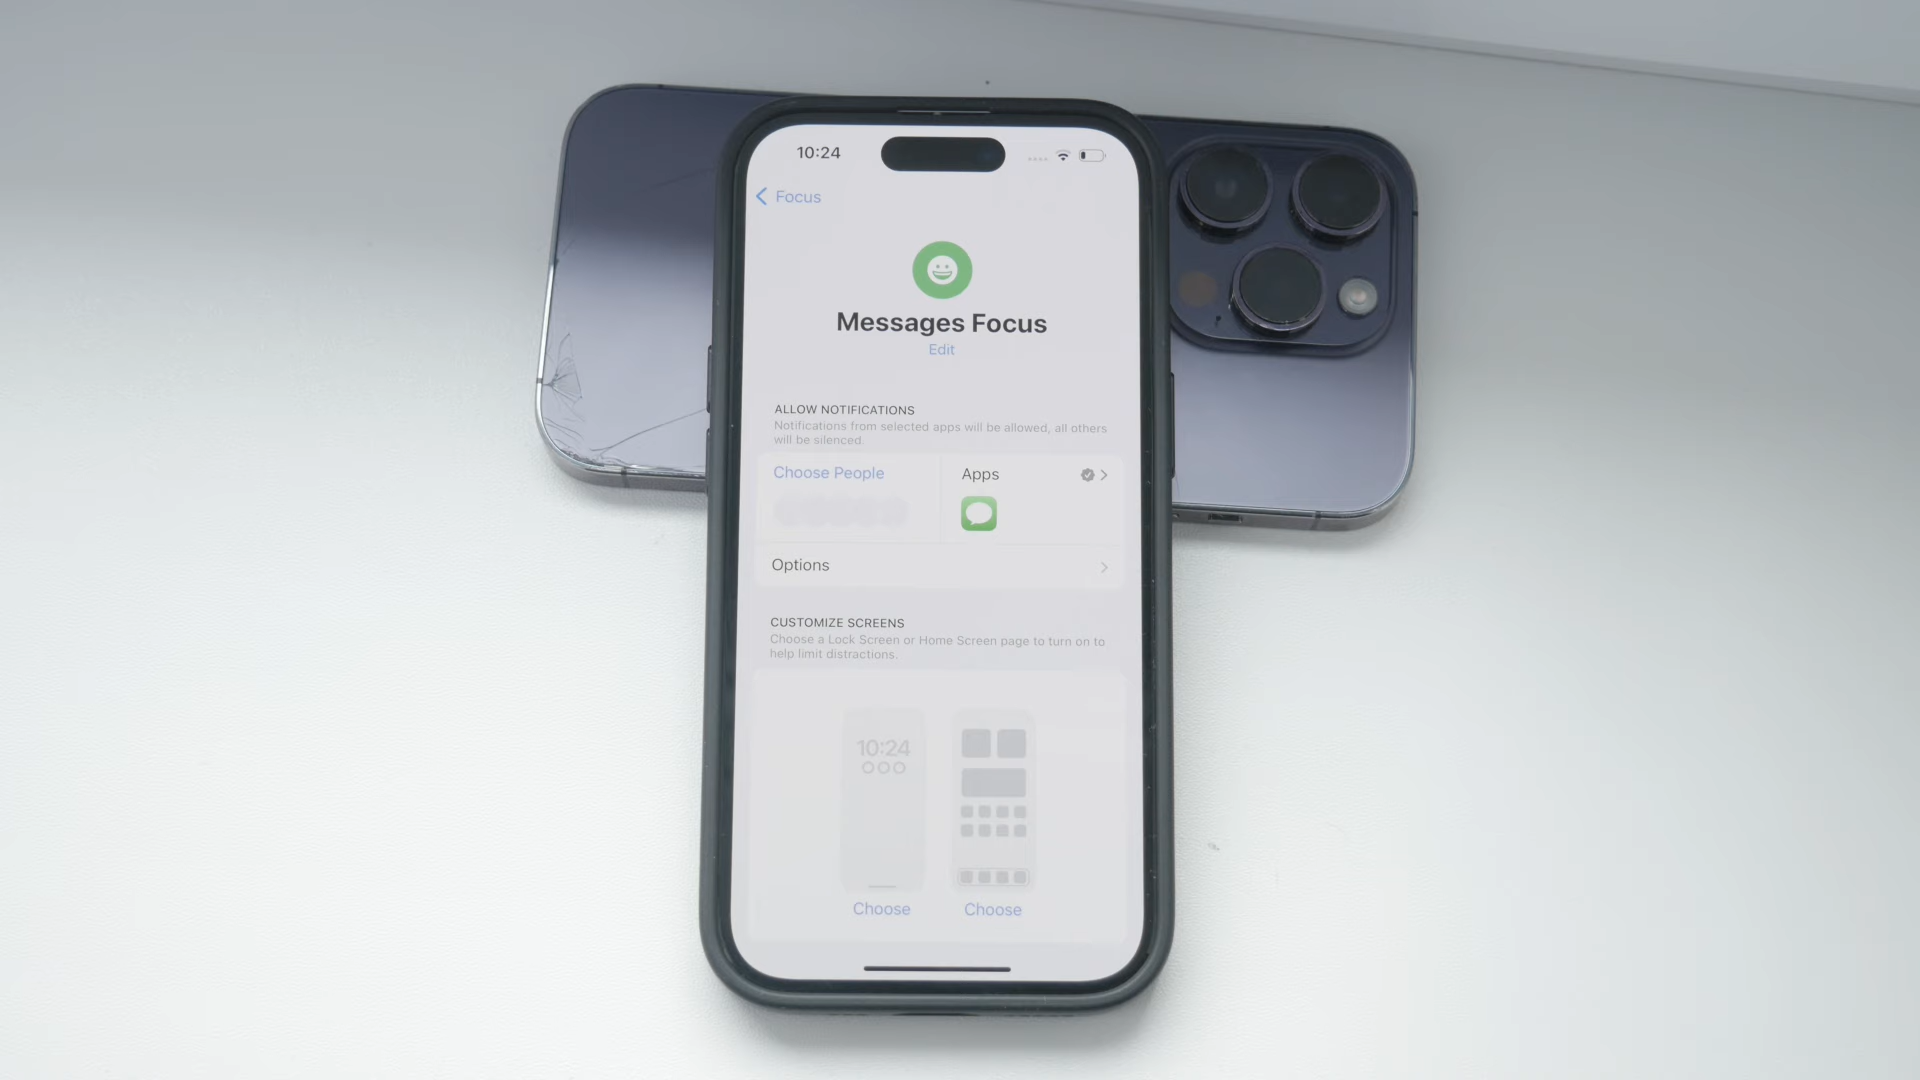 10:24
Focus
Messages Focus
Edit
ALLOW NOTIFICATIONS
Notifications from selected apps will be allowed, all others
will be silenced.
Choose People
Apps
Options
CUSTOMIZE SCREENS
Choose a Lock Screen or Home Screen page to turn on to
help limit distractions.
10:24
Choose
Choose